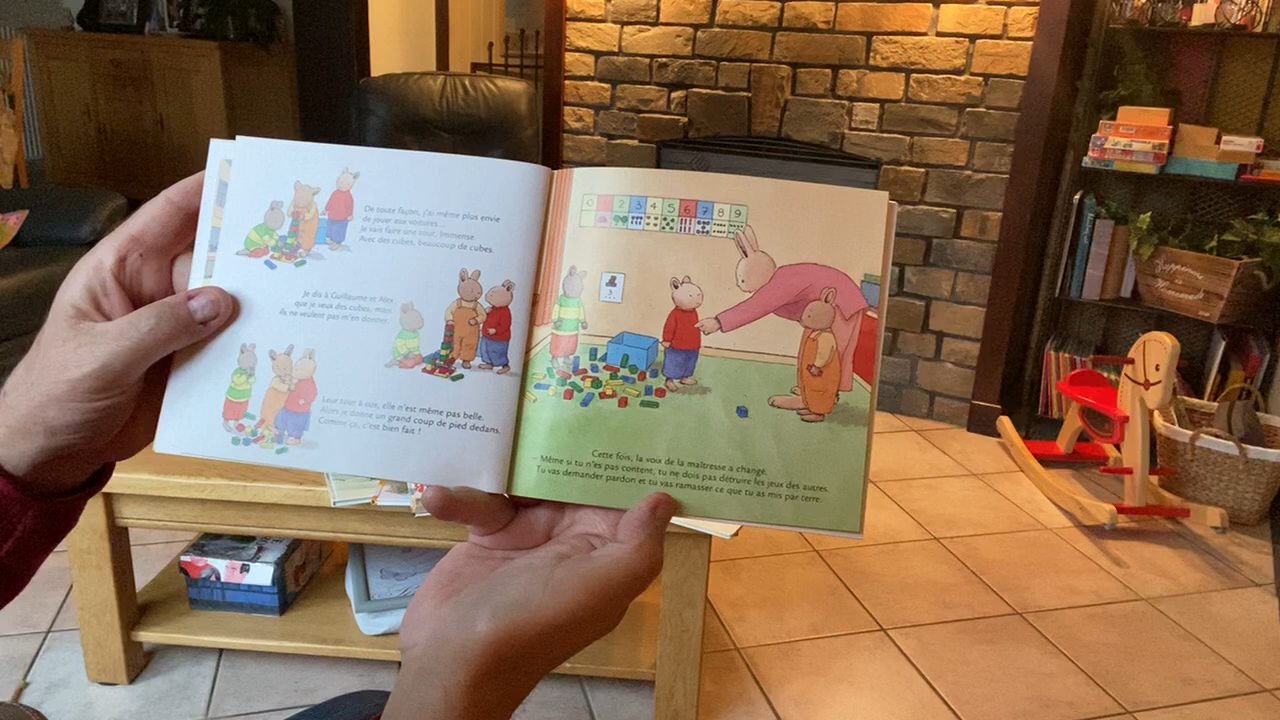 De toute façon, j'ai même plus envie
de jouer aux voitures...
Je sais faire une tour, immense.
Avec des cubes, beaucoup de cubes.
Je dis à Guillaume et Alex
que je veux des cubes, mais
ils ne veulent pas m'en donner.
Leur tour à eux, elle n'est même pas belle.
Alors je donne un grand coup de pied dedans.
Comme ça, c'est bien fait !
0 1 2 3 4 5 6 7 8 9
3
Cette fois, la voix de la maîtresse a changé.
– Même si tu n'es pas content, tu ne dois pas détruire les jeux des autres.
Tu vas demander pardon et tu vas ramasser ce que tu as mis par terre.